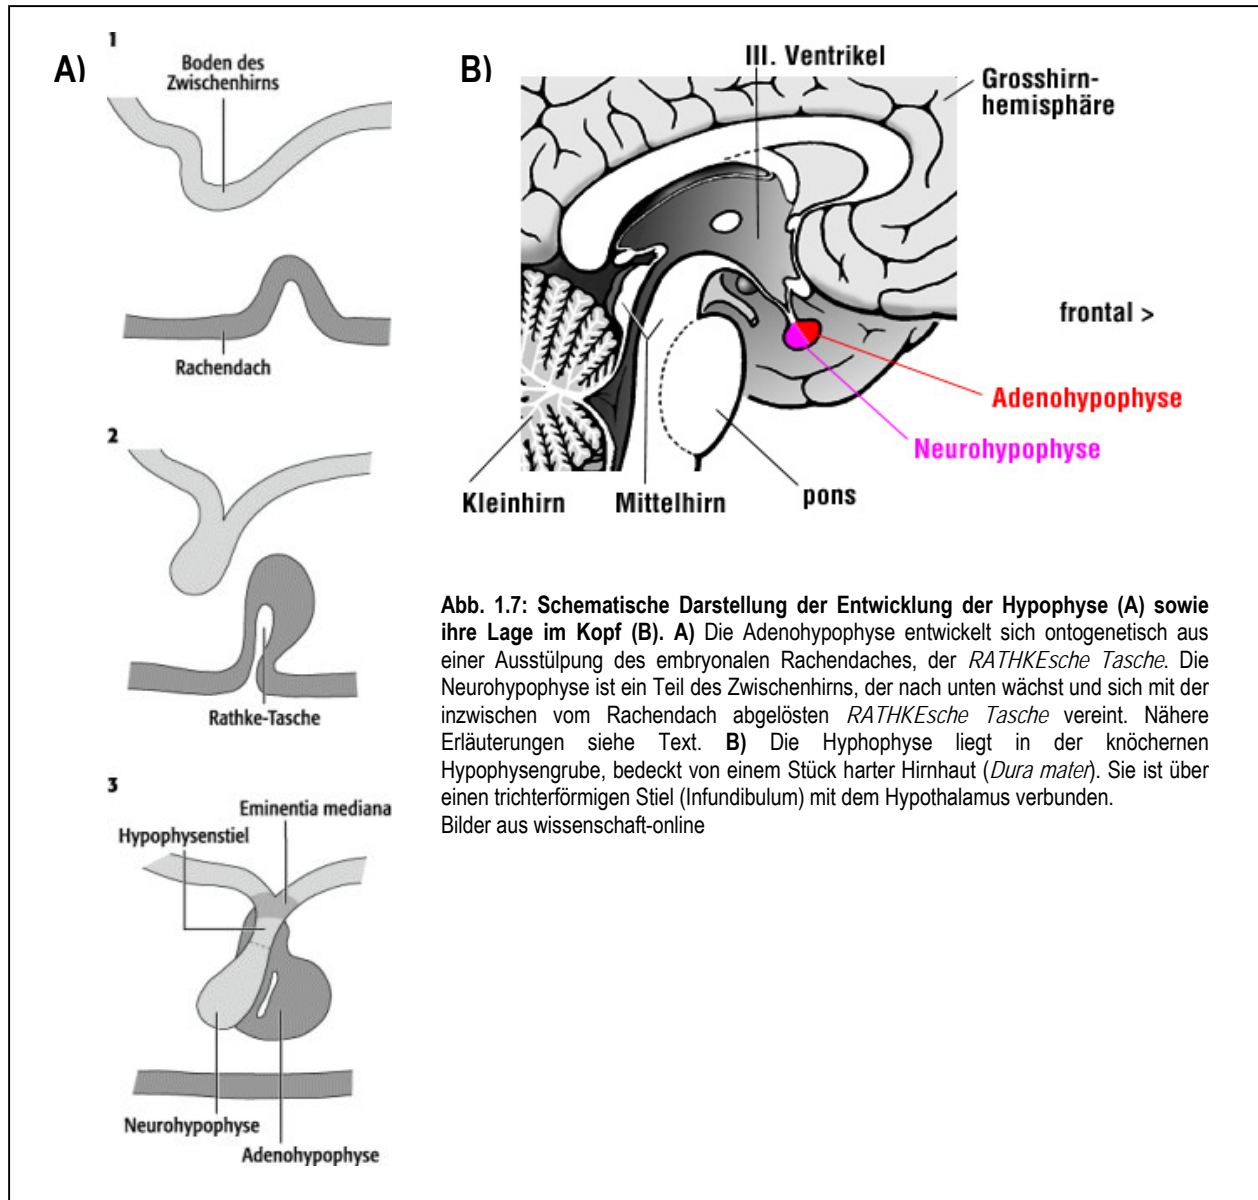 A)
1
Boden des
Zwischenhirns
Rachendach
2
Rathke-Tasche
3
Eminentia mediana
Hypophysenstiel
Neurohypophyse
Adenohypophyse
B)
III. Ventrikel
Grosshirn-
hemisphäre
frontal >
Adenohypophyse
Neurohypophyse
Kleinhirn
Mittelhirn
pons
Abb. 1.7: Schematische Darstellung der Entwicklung der Hypophyse (A) sowie
ihre Lage im Kopf (B). A) Die Adenohypophyse entwickelt sich ontogenetisch aus
einer Ausstülpung des embryonalen Rachendaches, der RATHKEsche Tasche. Die
Neurohypophyse ist ein Teil des Zwischenhirns, der nach unten wächst und sich mit der
inzwischen vom Rachendach abgelösten RATHKEsche Tasche vereint. Nähere
Erläuterungen siehe Text. B) Die Hyphophyse liegt in der knöchernen
Hypophysengrube, bedeckt von einem Stück harter Hirnhaut (Dura mater). Sie ist über
einen trichterförmigen Stiel (Infundibulum) mit dem Hypothalamus verbunden.
Bilder aus wissenschaft-online